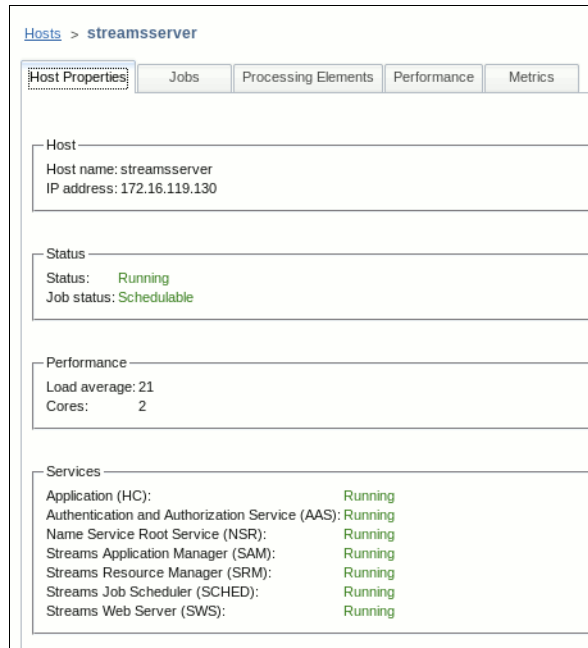 Hosts > streamsserver
Host Properties Jobs Processing Elements Performance Metrics
Host
Host name: streamsserver
IP address: 172.16.119.130
Status
Status: Running
Job status: Schedulable
Performance
Load average: 21
Cores: 2
Services
Application (HC): Running
Authentication and Authorization Service (AAS): Running
Name Service Root Service (NSR): Running
Streams Application Manager (SAM): Running
Streams Resource Manager (SRM): Running
Streams Job Scheduler (SCHED): Running
Streams Web Server (SWS): Running